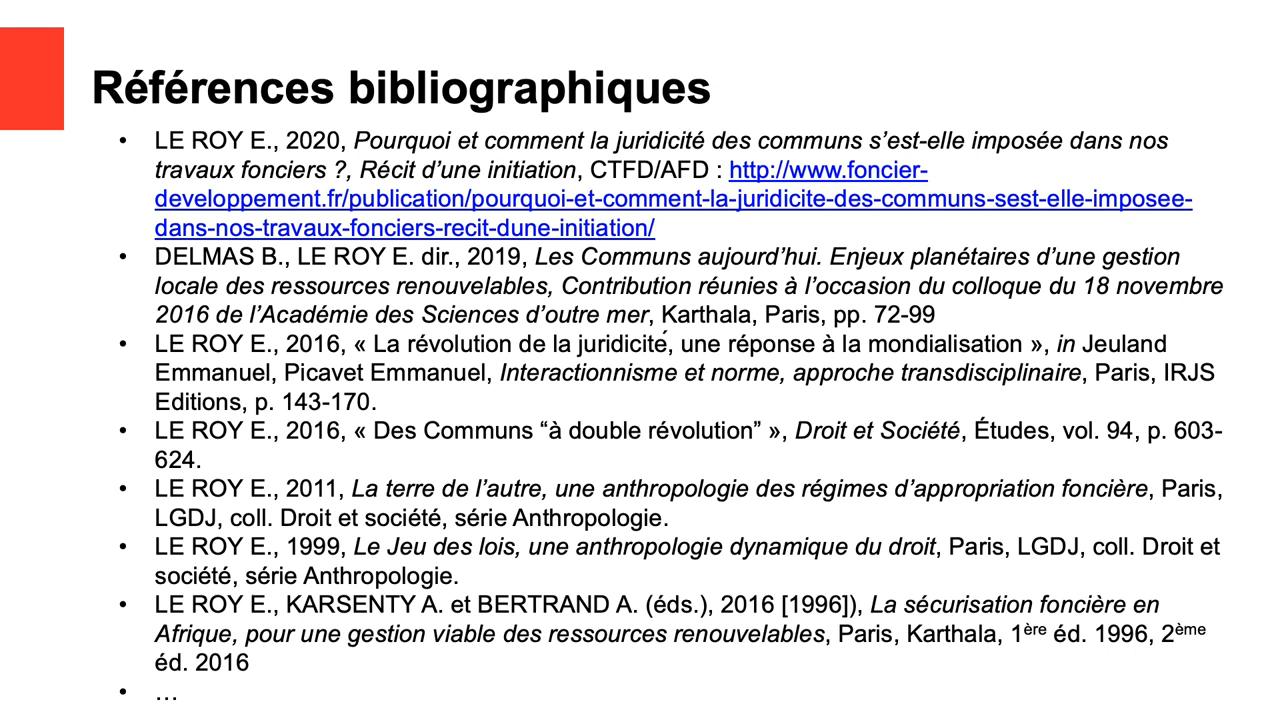 Références bibliographiques
• LE ROY E., 2020, Pourquoi et comment la juridicité des communs s’est-elle imposée dans nos
travaux fonciers ?, Récit d’une initiation, CTFD/AFD : http://www.foncier-
developpement.fr/publication/pourquoi-et-comment-la-juridicite-des-communs-sest-elle-imposee-
dans-nos-travaux-fonciers-recit-dune-initiation/
• DELMAS B., LE ROY E. dir., 2019, Les Communs aujourd’hui. Enjeux planétaires d’une gestion
locale des ressources renouvelables, Contribution réunies à l’occasion du colloque du 18 novembre
2016 de l’Académie des Sciences d’outre mer, Karthala, Paris, pp. 72-99
• LE ROY E., 2016, « La révolution de la juridicité, une réponse à la mondialisation », in Jeuland
Emmanuel, Picavet Emmanuel, Interactionnisme et norme, approche transdisciplinaire, Paris, IRJS
Editions, p. 143-170.
• LE ROY E., 2016, « Des Communs “à double révolution” », Droit et Société, Études, vol. 94, p. 603-
624.
• LE ROY E., 2011, La terre de l’autre, une anthropologie des régimes d’appropriation foncière, Paris,
LGDJ, coll. Droit et société, série Anthropologie.
• LE ROY E., 1999, Le Jeu des lois, une anthropologie dynamique du droit, Paris, LGDJ, coll. Droit et
société, série Anthropologie.
• LE ROY E., KARSENTY A. et BERTRAND A. (éds.), 2016 [1996]), La sécurisation foncière en
Afrique, pour une gestion viable des ressources renouvelables, Paris, Karthala, 1ère éd. 1996, 2ème
éd. 2016
• …